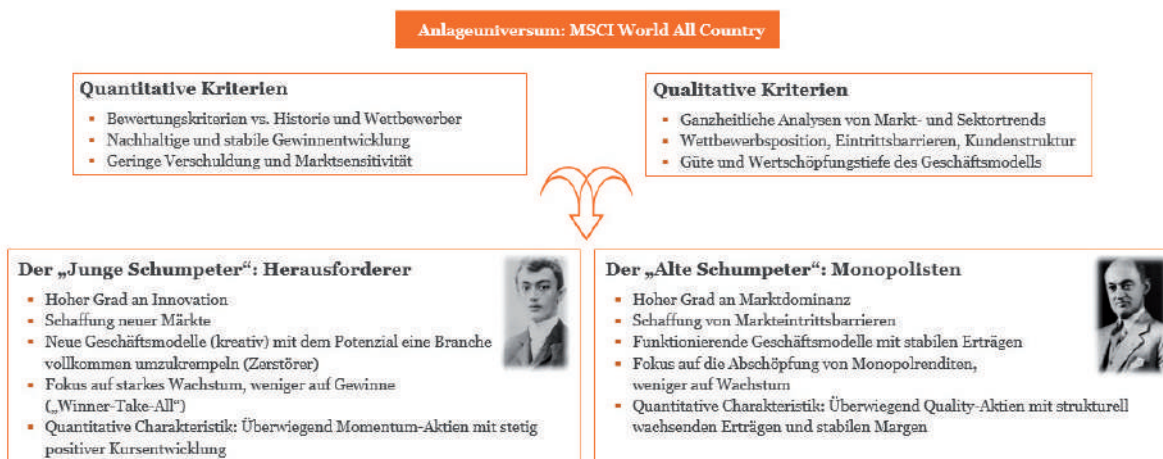 Anlageuniversum: MSCI World All Country
Quantitative Kriterien
▪ Bewertungskriterien vs. Historie und Wettbewerber
▪ Nachhaltige und stabile Gewinnentwicklung
▪ Geringe Verschuldung und Marktsensitivität
Qualitative Kriterien
▪ Ganzheitliche Analysen von Markt- und Sektortrends
▪ Wettbewerbsposition, Eintrittsbarrieren, Kundenstruktur
▪ Güte und Wertschöpfungstiefe des Geschäftsmodells
Der „Junge Schumpeter“: Herausforderer
▪ Hoher Grad an Innovation
▪ Schaffung neuer Märkte
▪ Neue Geschäftsmodelle (kreativ) mit dem Potenzial eine Branche
vollkommen umzukrempeln (Zerstörer)
▪ Fokus auf starkes Wachstum, weniger auf Gewinne
(„Winner-Take-All“)
▪ Quantitative Charakteristik: Überwiegend Momentum-Aktien mit stetig
positiver Kursentwicklung
Der „Alte Schumpeter“: Monopolisten
▪ Hoher Grad an Marktdominanz
▪ Schaffung von Markteintrittsbarrieren
▪ Funktionierende Geschäftsmodelle mit stabilen Erträgen
▪ Fokus auf die Abschöpfung von Monopolrenditen,
weniger auf Wachstum
▪ Quantitative Charakteristik: Überwiegend Quality-Aktien mit strukturell
wachsenden Erträgen und stabilen Margen